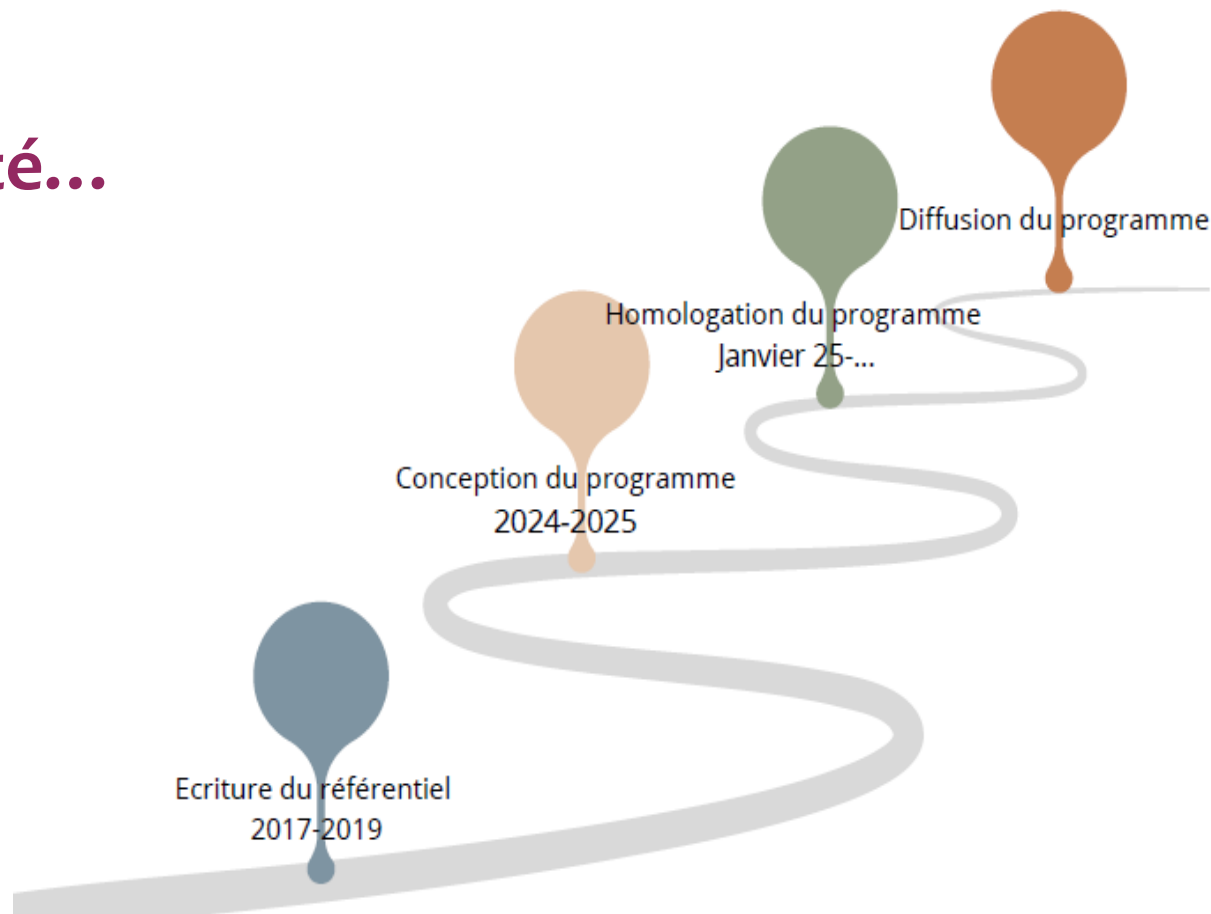 té...
Diffusion du programme
Homologation du programme
Janvier 25-...
Conception du programme
2024-2025
Ecriture du référentiel
2017-2019